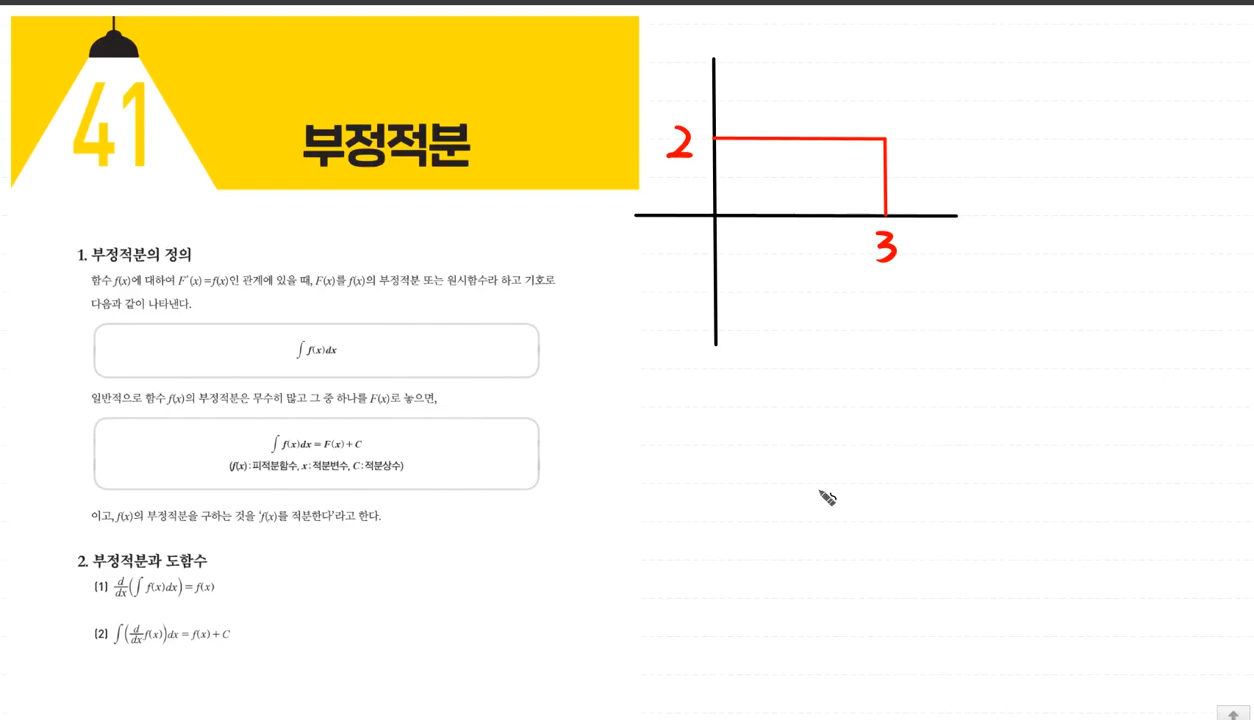 41
부정적분
1. 부정적분의 정의
함수 f(x)에 대하여 F'(x)=f(x)인 관계에 있을 때, F(x)를 f(x)의 부정적분 또는 원시함수라 하고 기호로
다음과 같이 나타낸다.
∫ f(x)dx
일반적으로 함수 f(x)의 부정적분은 무수히 많고 그 중 하나를 F(x)로 놓으면,
∫ f(x)dx = F(x)+C
(f(x) : 피적분함수, x : 적분변수, C : 적분상수)
이고, f(x)의 부정적분을 구하는 것을 ‘f(x)를 적분한다’라고 한다.
2. 부정적분과 도함수
(1) d/dx(∫ f(x)dx) = f(x)
(2) ∫(d/dx f(x))dx = f(x)+C
2
3